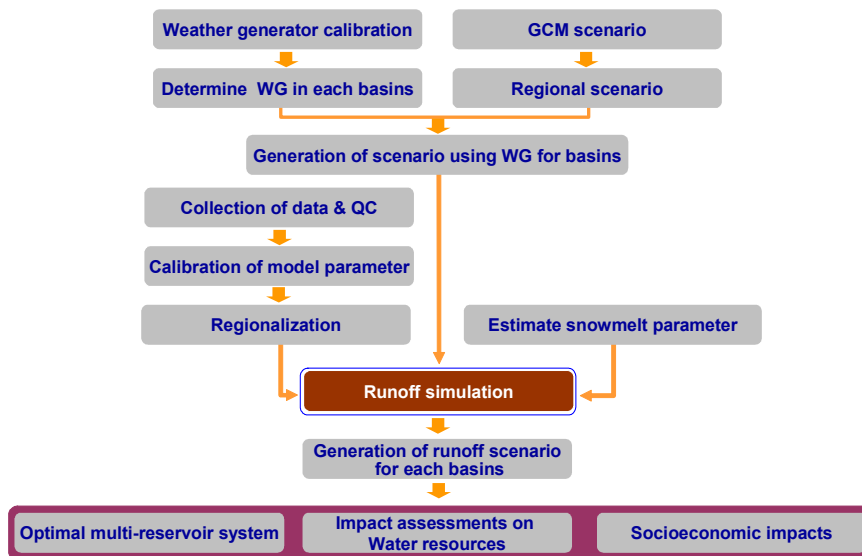 Weather generator calibration
GCM scenario
Determine WG in each basins
Regional scenario
Generation of scenario using WG for basins
Collection of data & QC
Calibration of model parameter
Regionalization
Estimate snowmelt parameter
Runoff simulation
Generation of runoff scenario
for each basins
Optimal multi-reservoir system
Impact assessments on
Water resources
Socioeconomic impacts